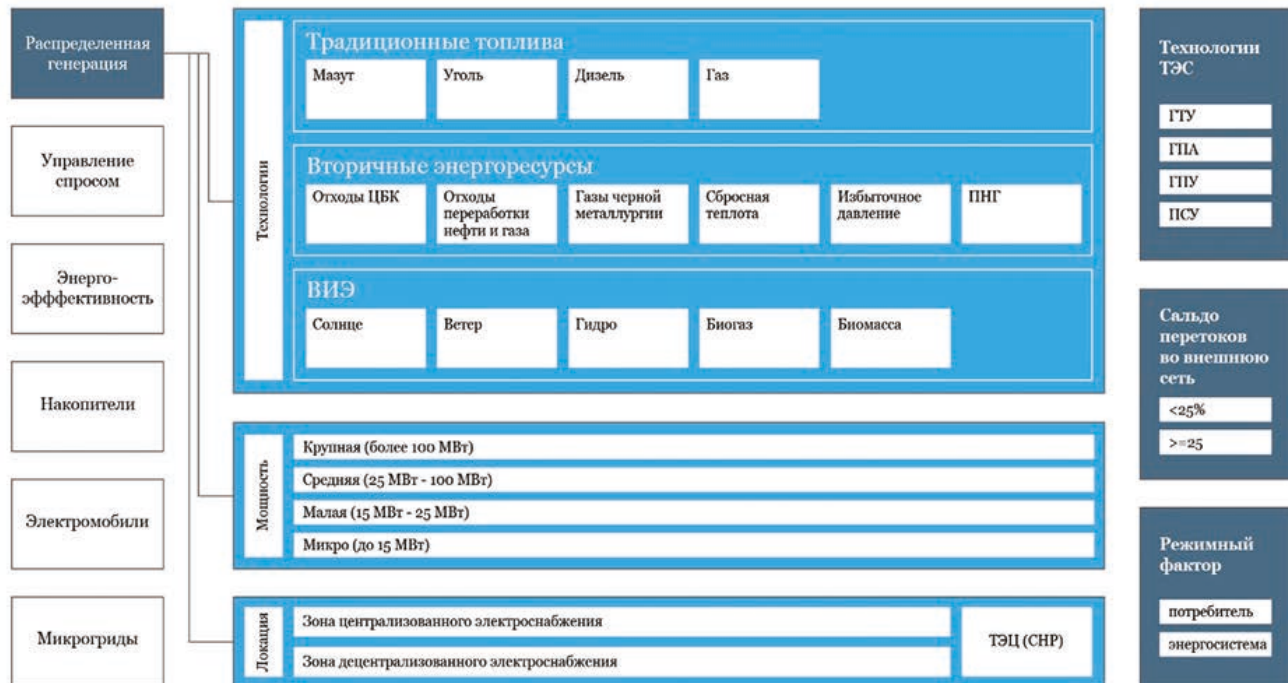 Распределенная
генерация
Управление
спросом
Энерго-
эфффективность
Накопители
Электромобили
Микрогриды
Технологии
Традиционные топлива
Мазут
Уголь
Дизель
Газ
Вторичные энергоресурсы
Отходы ЦБК
Отходы
переработки
нефти и газа
Газы черной
металлургии
Сбросная
теплота
Избыточное
давление
ПНГ
ВИЭ
Солнце
Ветер
Гидро
Биогаз
Биомасса
Мощность
Крупная (более 100 МВт)
Средняя (25 МВт - 100 МВт)
Малая (15 МВт - 25 МВт)
Микро (до 15 МВт)
Локация
Зона централизованного электроснабжения
Зона децентрализованного электроснабжения
ТЭЦ (CHP)
Технологии
ТЭС
ГТУ
ГПА
ГПУ
ПСУ
Сальдо
перетоков
во внешнюю
сеть
<25%
>=25
Режимный
фактор
потребитель
энергосистема